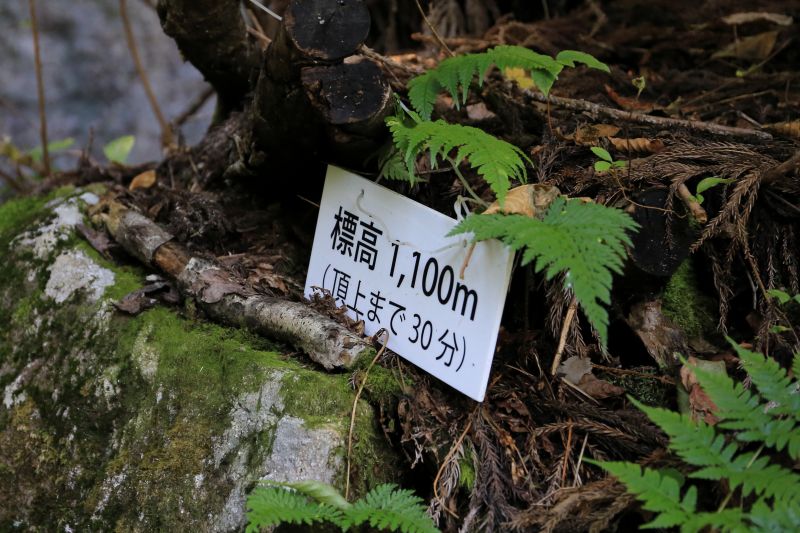 標高 1,100m
(頂上まで 30 分)